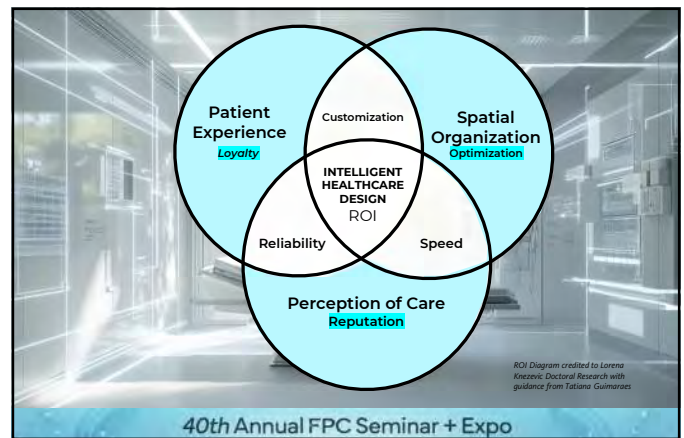 Patient
Experience
Loyalty
Customization
Spatial
Organization
Optimization
INTELLIGENT
HEALTHCARE
DESIGN
ROI
Reliability
Speed
Perception of Care
Reputation
ROI Diagram credited to Lorena
Knezevic Doctoral Research with
guidance from Tatiana Guimaraes
40th Annual FPC Seminar + Expo